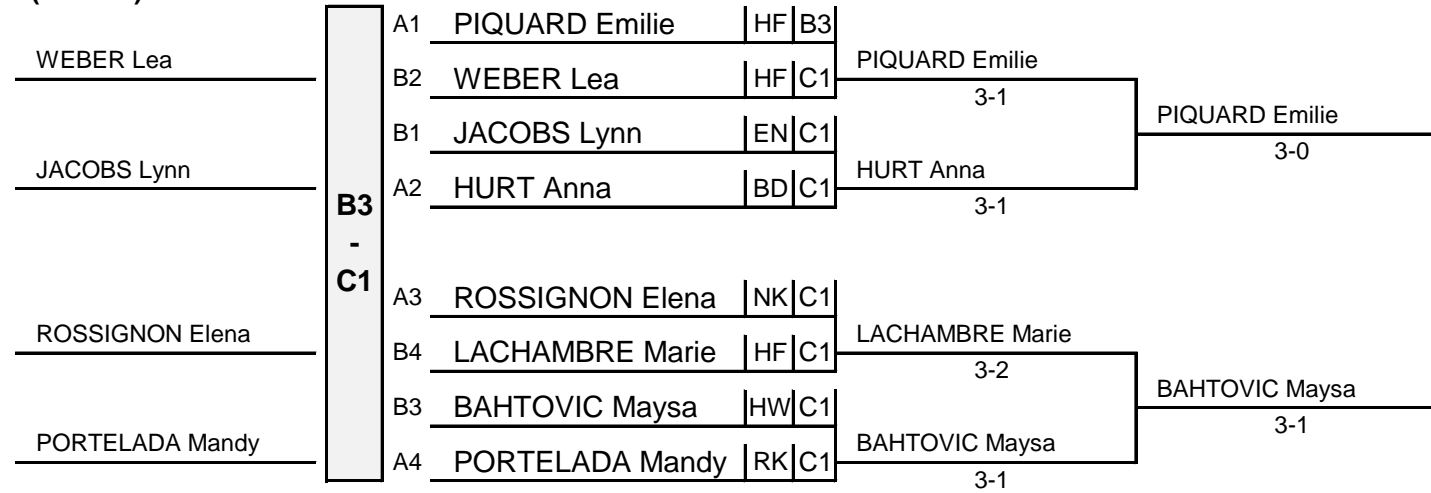 WEBER Lea
JACOBS Lynn
ROSSIGNON Elena
PORTELADA Mandy
B3
-
C1
A1 PIQUARD Emilie HF B3
B2 WEBER Lea HF C1
B1 JACOBS Lynn EN C1
A2 HURT Anna BD C1
A3 ROSSIGNON Elena NK C1
B4 LACHAMBRE Marie HF C1
B3 BAHTOVIC Maysa HW C1
A4 PORTELADA Mandy RK C1
PIQUARD Emilie
3-1
HURT Anna
3-1
LACHAMBRE Marie
3-2
BAHTOVIC Maysa
3-1
PIQUARD Emilie
3-0
BAHTOVIC Maysa
3-1